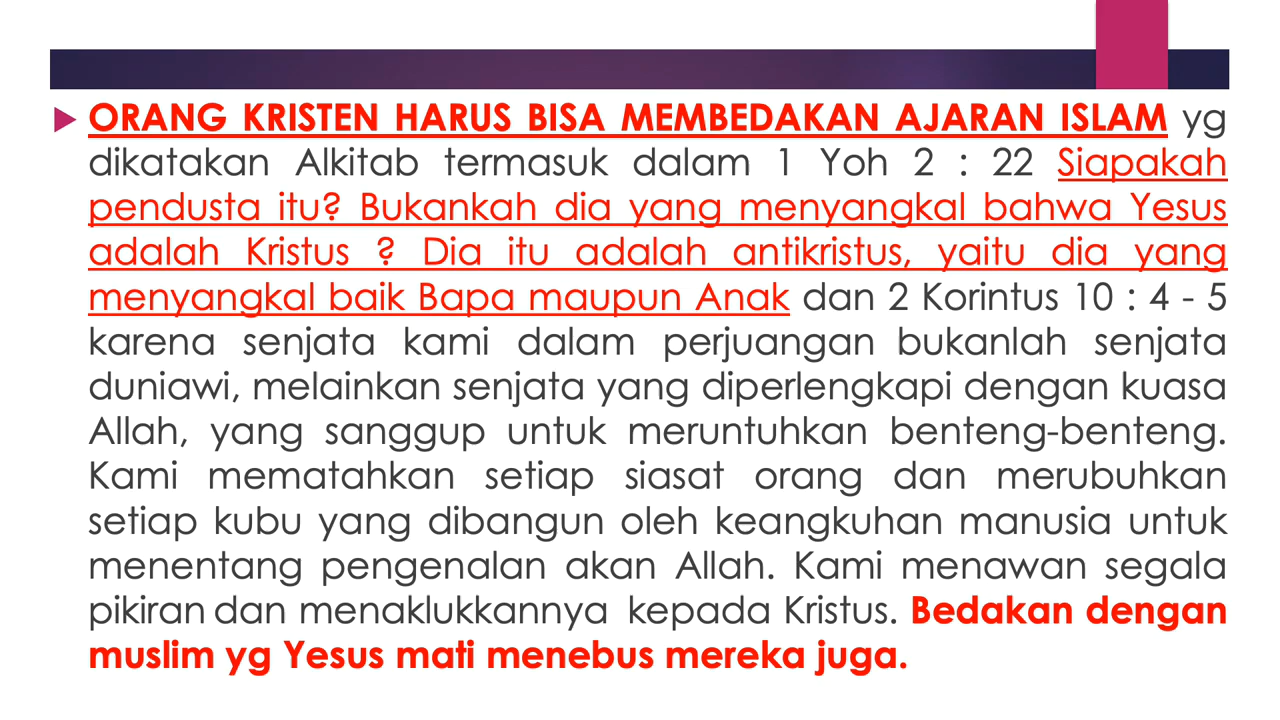 ORANG KRISTEN HARUS BISA MEMBEDAKAN AJARAN ISLAM yg
dikatakan Alkitab termasuk dalam 1 Yoh 2 : 22 Siapakah
pendusta itu? Bukankah dia yang menyangkal bahwa Yesus
adalah Kristus ? Dia itu adalah antikristus, yaitu dia yang
menyangkal baik Bapa maupun Anak dan 2 Korintus 10 : 4 - 5
karena senjata kami dalam perjuangan bukanlah senjata
duniawi, melainkan senjata yang diperlengkapi dengan kuasa
Allah, yang sanggup untuk meruntuhkan benteng-benteng.
Kami mematahkan setiap siasat orang dan merubuhkan
setiap kubu yang dibangun oleh keangkuhan manusia untuk
menentang pengenalan akan Allah. Kami menawan segala
pikiran dan menaklukkannya kepada Kristus. Bedakan dengan
muslim yg Yesus mati menebus mereka juga.